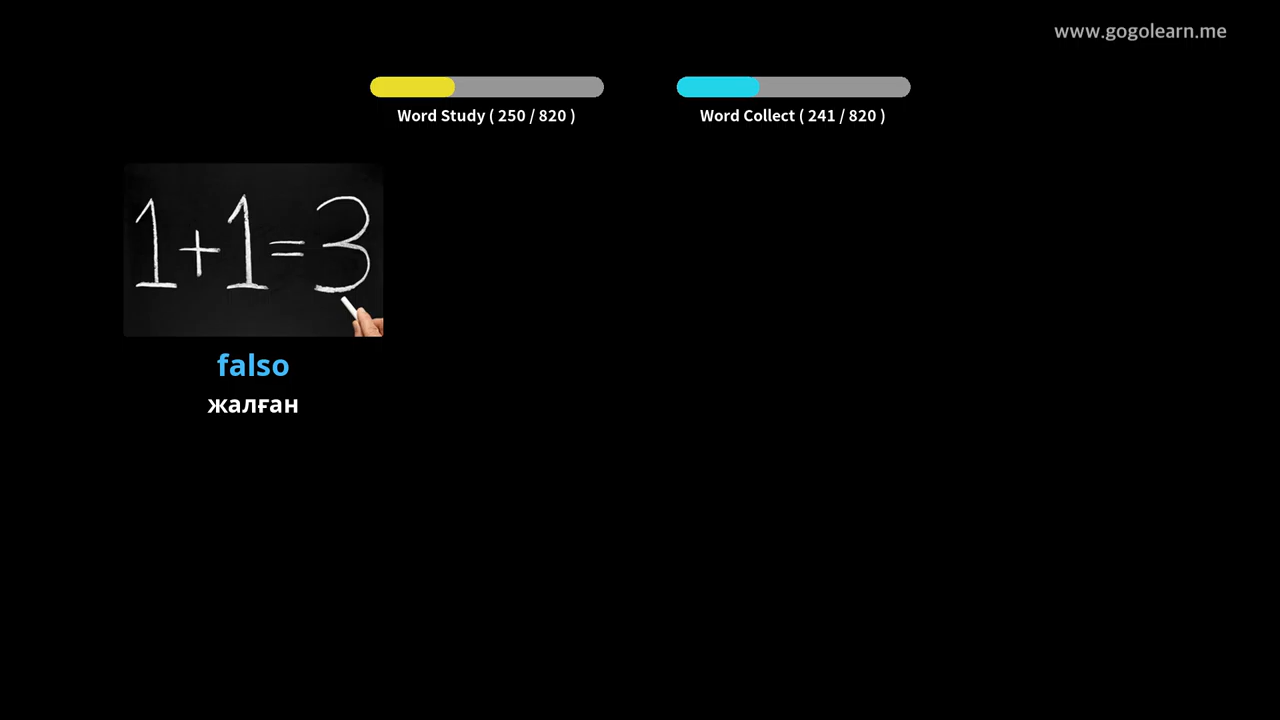 www.gogolearn.me
Word Study ( 250 / 820 )
Word Collect ( 241 / 820 )
1+1=3
falso
жалған